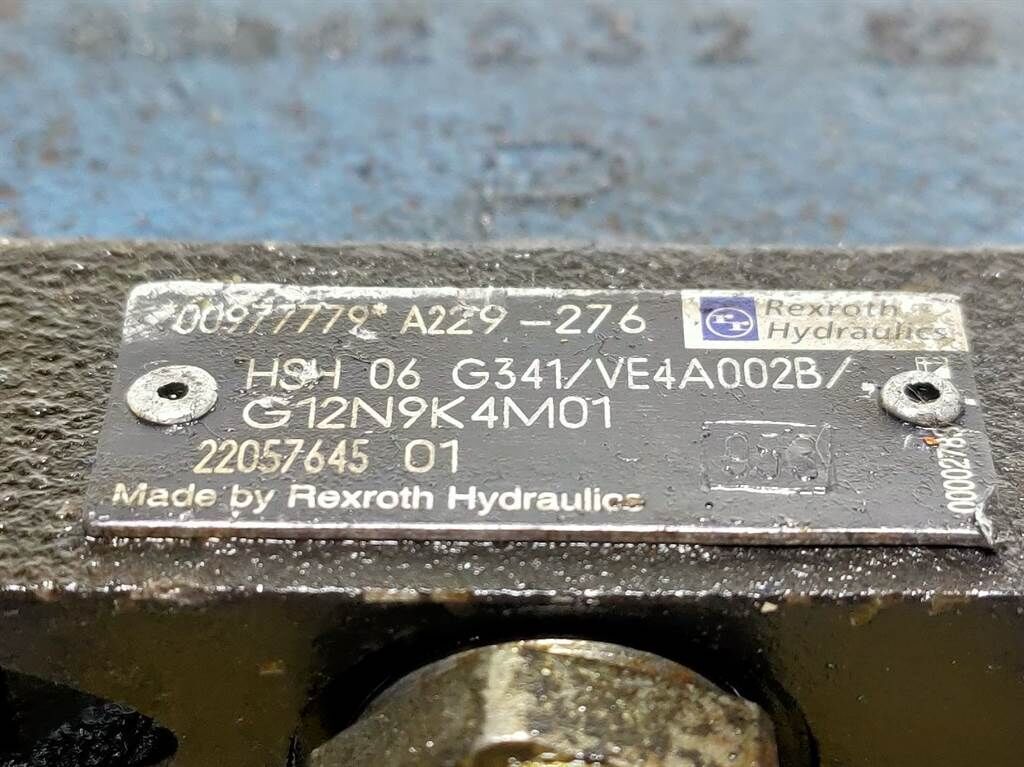 00977779* A229-276
Rexroth
Hydraulics
HSH 06 G341/VE4A002B/
G12N9K4M01
22057645 01
Made by Rexroth Hydraulics